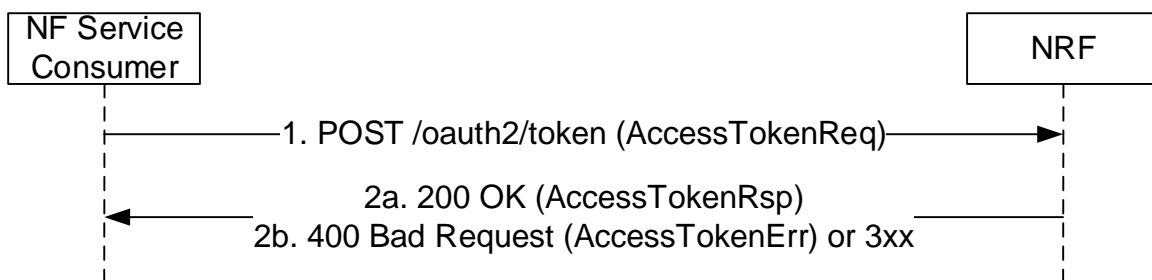 NF Service
Consumer
NRF
1. POST /oauth2/token (AccessTokenReq)
2a. 200 OK (AccessTokenRsp)
2b. 400 Bad Request (AccessTokenErr) or 3xx